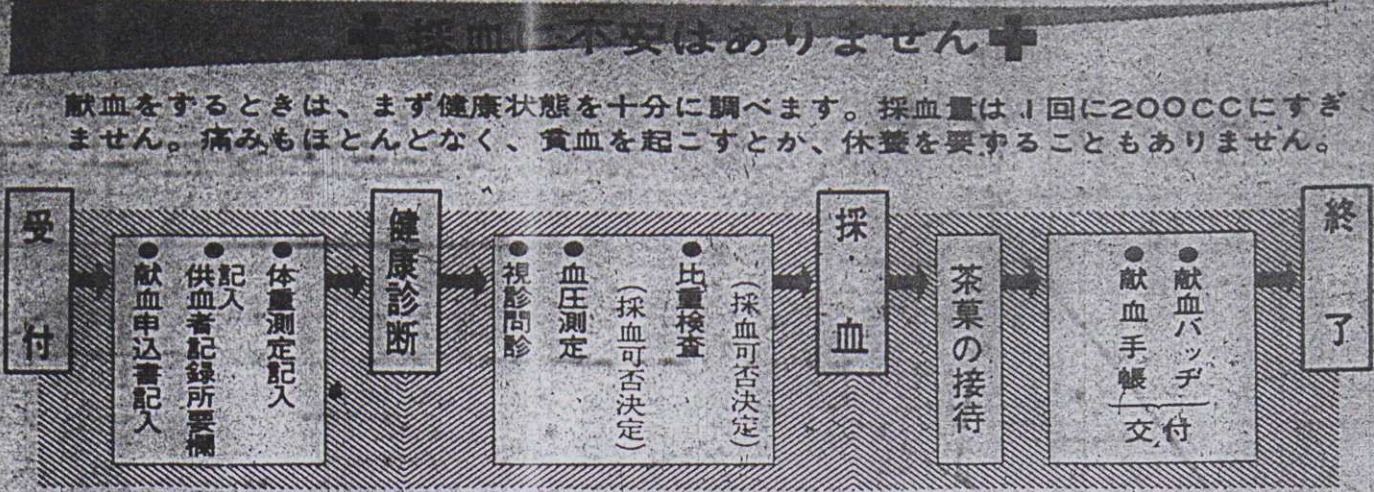 採血に不安はありません
献血をするときは、まず健康状態を十分に調べます。採血量は1回に200CCにすぎ
ません。痛みもほとんどなく、貧血を起こすとか、休養を要することもありません。
受付
●献血申込書記入
●供血者記録所要欄
記入
●体重測定記入
健康診断
●視診問診
●血圧測定
(採血可否決定)
●比重検査
(採血可否決定)
採血
茶菓の接待
●献血手帳
●献血バッヂ
交付
終了